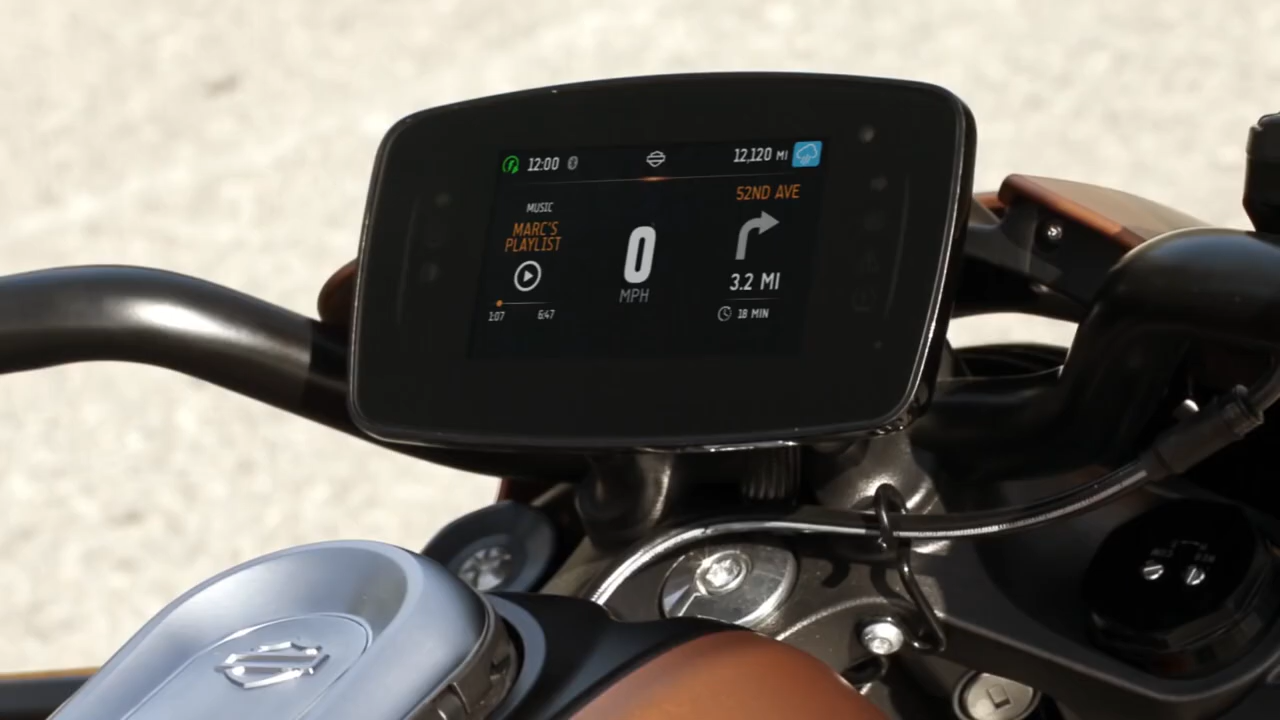 12:00
12,120 MI
MUSIC
MARC'S
PLAYLIST
1:07
6:47
0
MPH
52ND AVE
3.2 MI
18 MIN